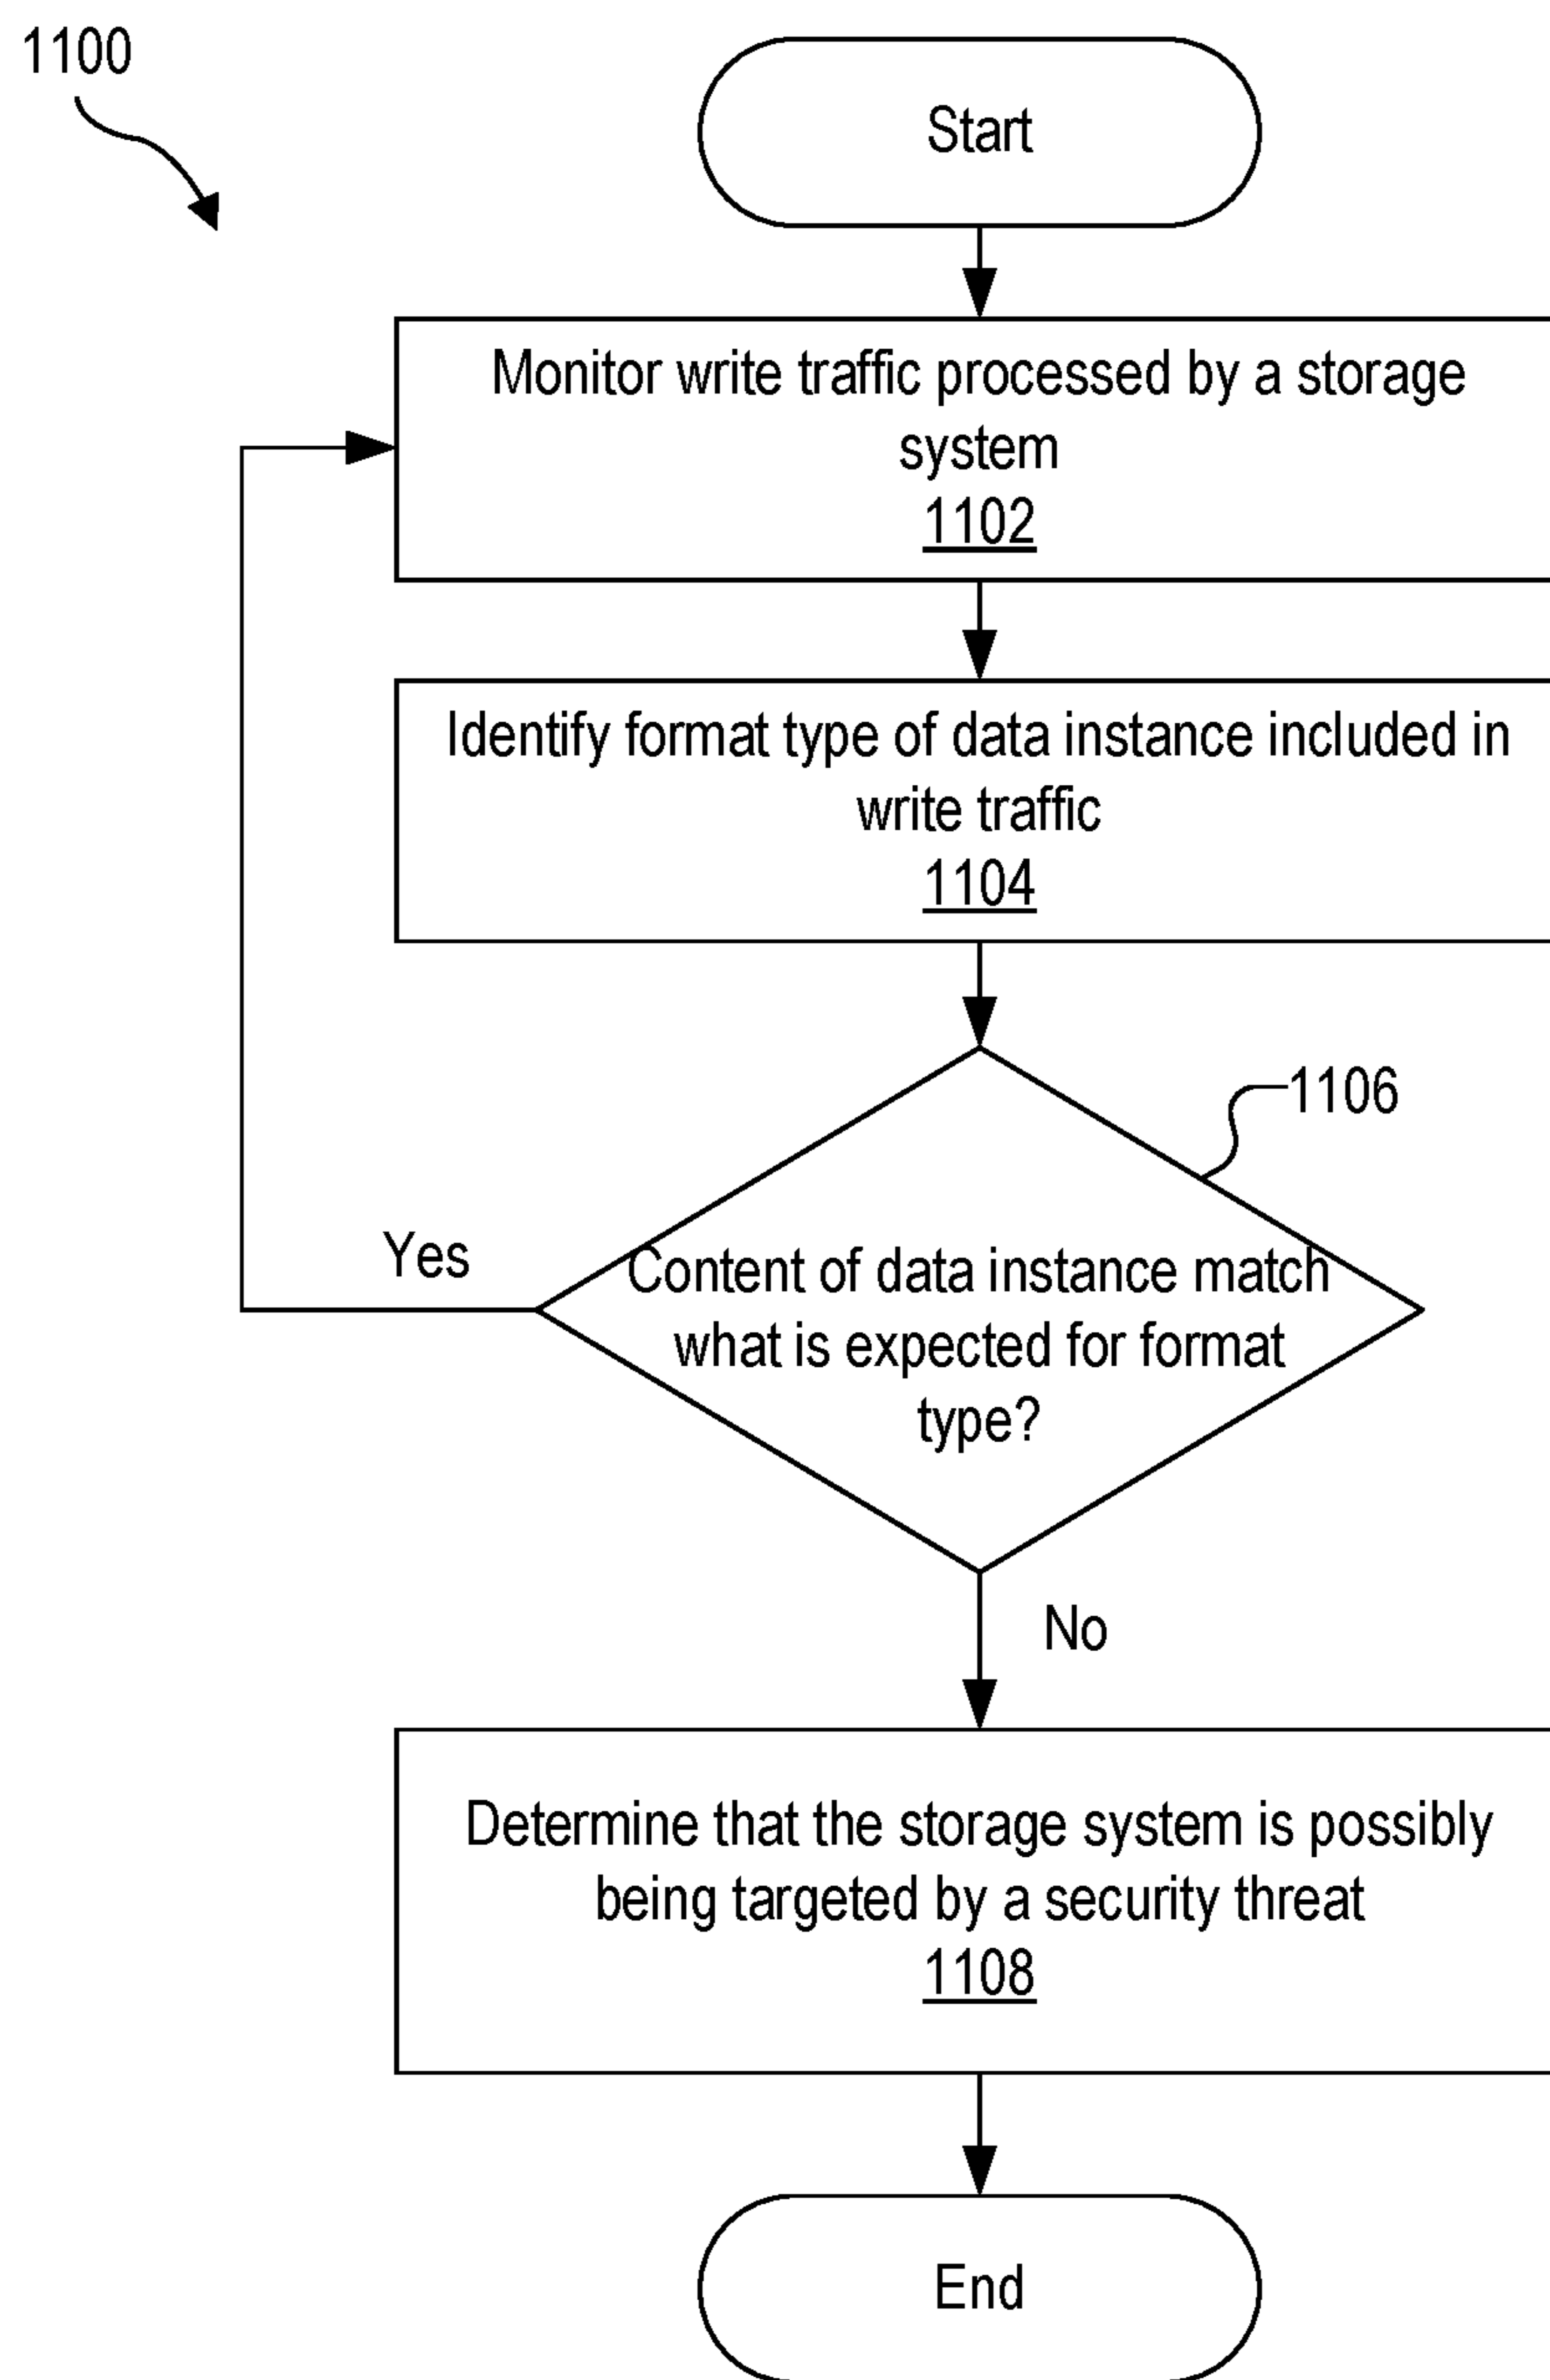 1100
Start
Monitor write traffic processed by a storage
system
1102
Identify format type of data instance included in
write traffic
1104
1106
Yes
Content of data instance match
what is expected for format
type?
No
Determine that the storage system is possibly
being targeted by a security threat
1108
End